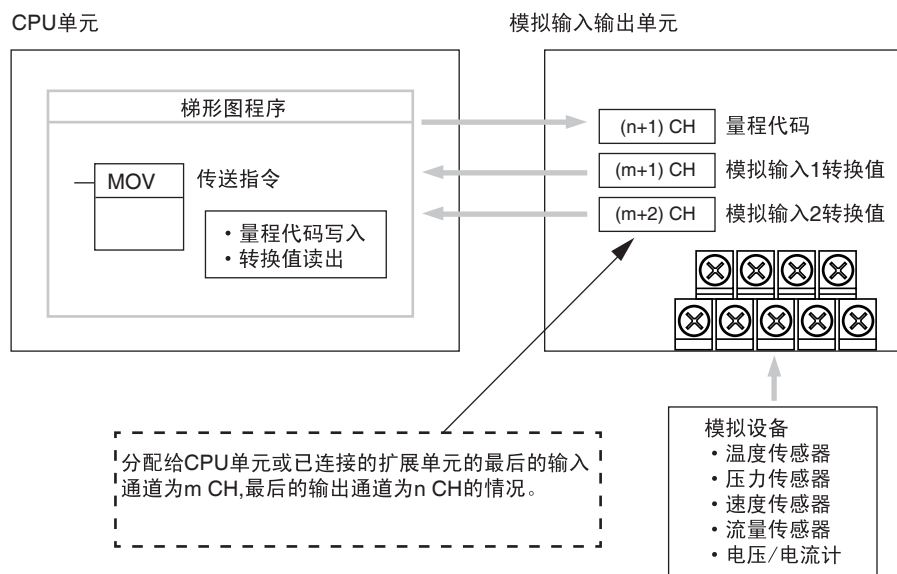 CPU单元
模拟输入输出单元
梯形图程序
MOV
传送指令
・量程代码写入
・转换值读出
(n+1) CH
量程代码
(m+1) CH
模拟输入1转换值
(m+2) CH
模拟输入2转换值
分配给CPU单元或已连接的扩展单元的最后的输入
通道为m CH,最后的输出通道为n CH的情况。
模拟设备
・温度传感器
・压力传感器
・速度传感器
・流量传感器
・电压/电流计